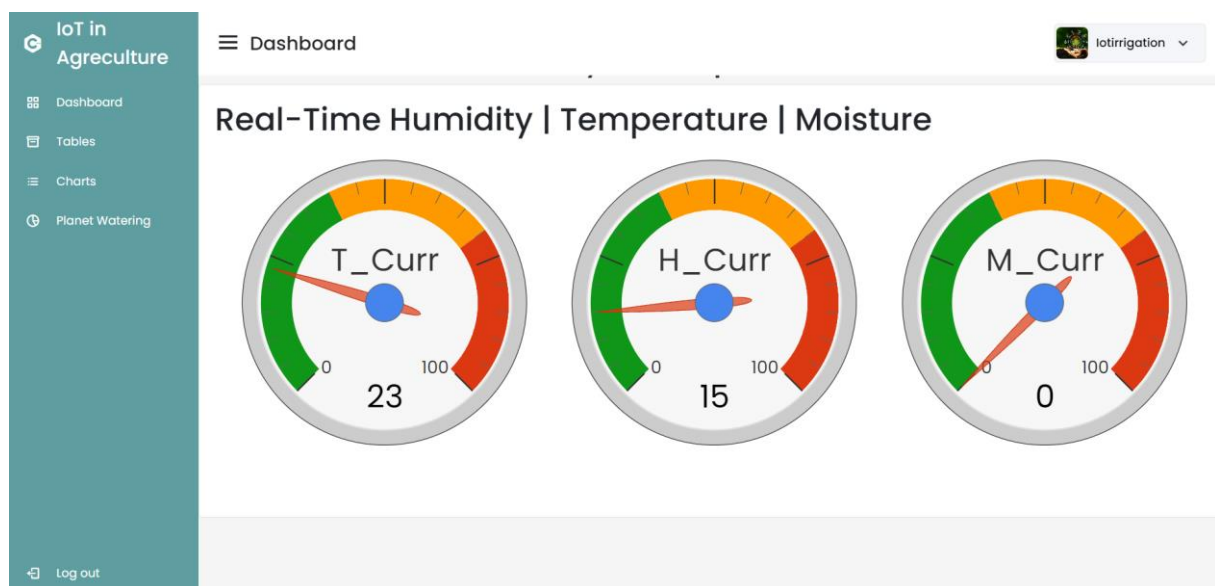 IoT in
Agreculture
Dashboard
Tables
Charts
Planet Watering
Log out
Dashboard
Iotirrigation
Real-Time Humidity | Temperature | Moisture
T_Curr
0
100
23
H_Curr
0
100
15
M_Curr
0
100
0